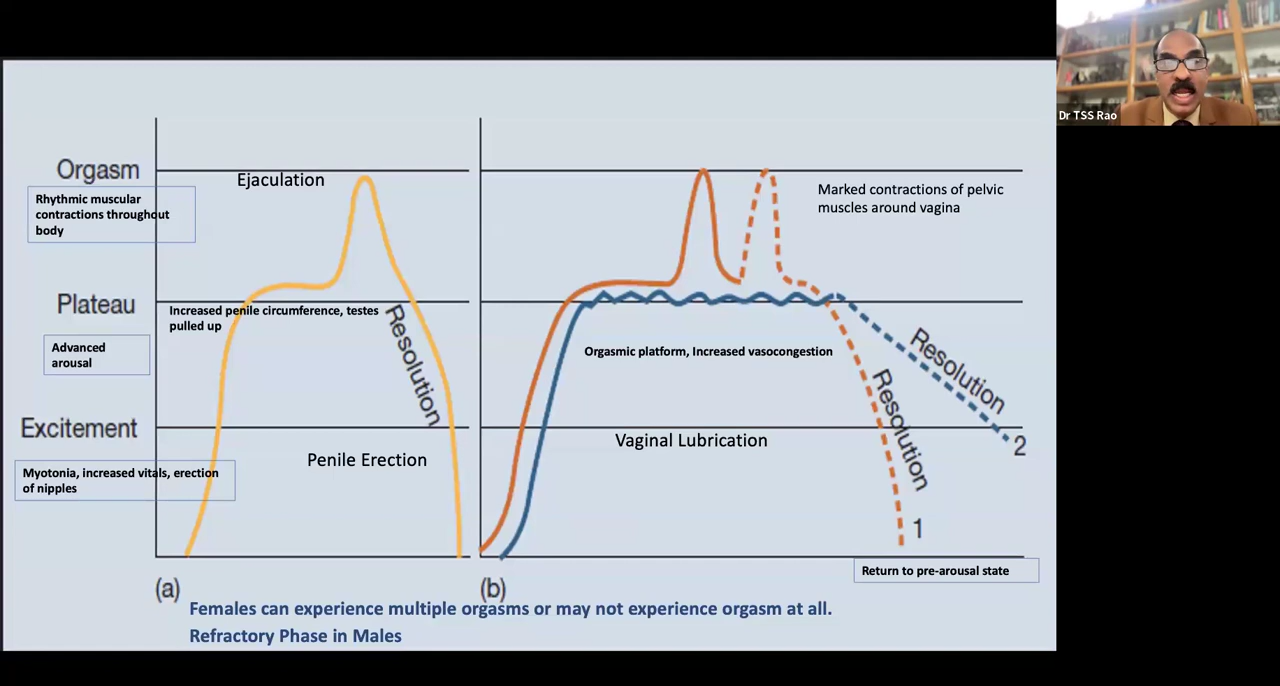 Dr TSS Rao
Orgasm
Rhythmic muscular
contractions throughout
body
Ejaculation
Marked contractions of pelvic
muscles around vagina
Plateau
Increased penile circumference, testes
pulled up
Advanced
arousal
Resolution
Orgasmic platform, Increased vasocongestion
Resolution
2
Resolution
1
Excitement
Myotonia, increased vitals, erection
of nipples
Penile Erection
Vaginal Lubrication
Return to pre-arousal state
(a)
(b)
Females can experience multiple orgasms or may not experience orgasm at all.
Refractory Phase in Males